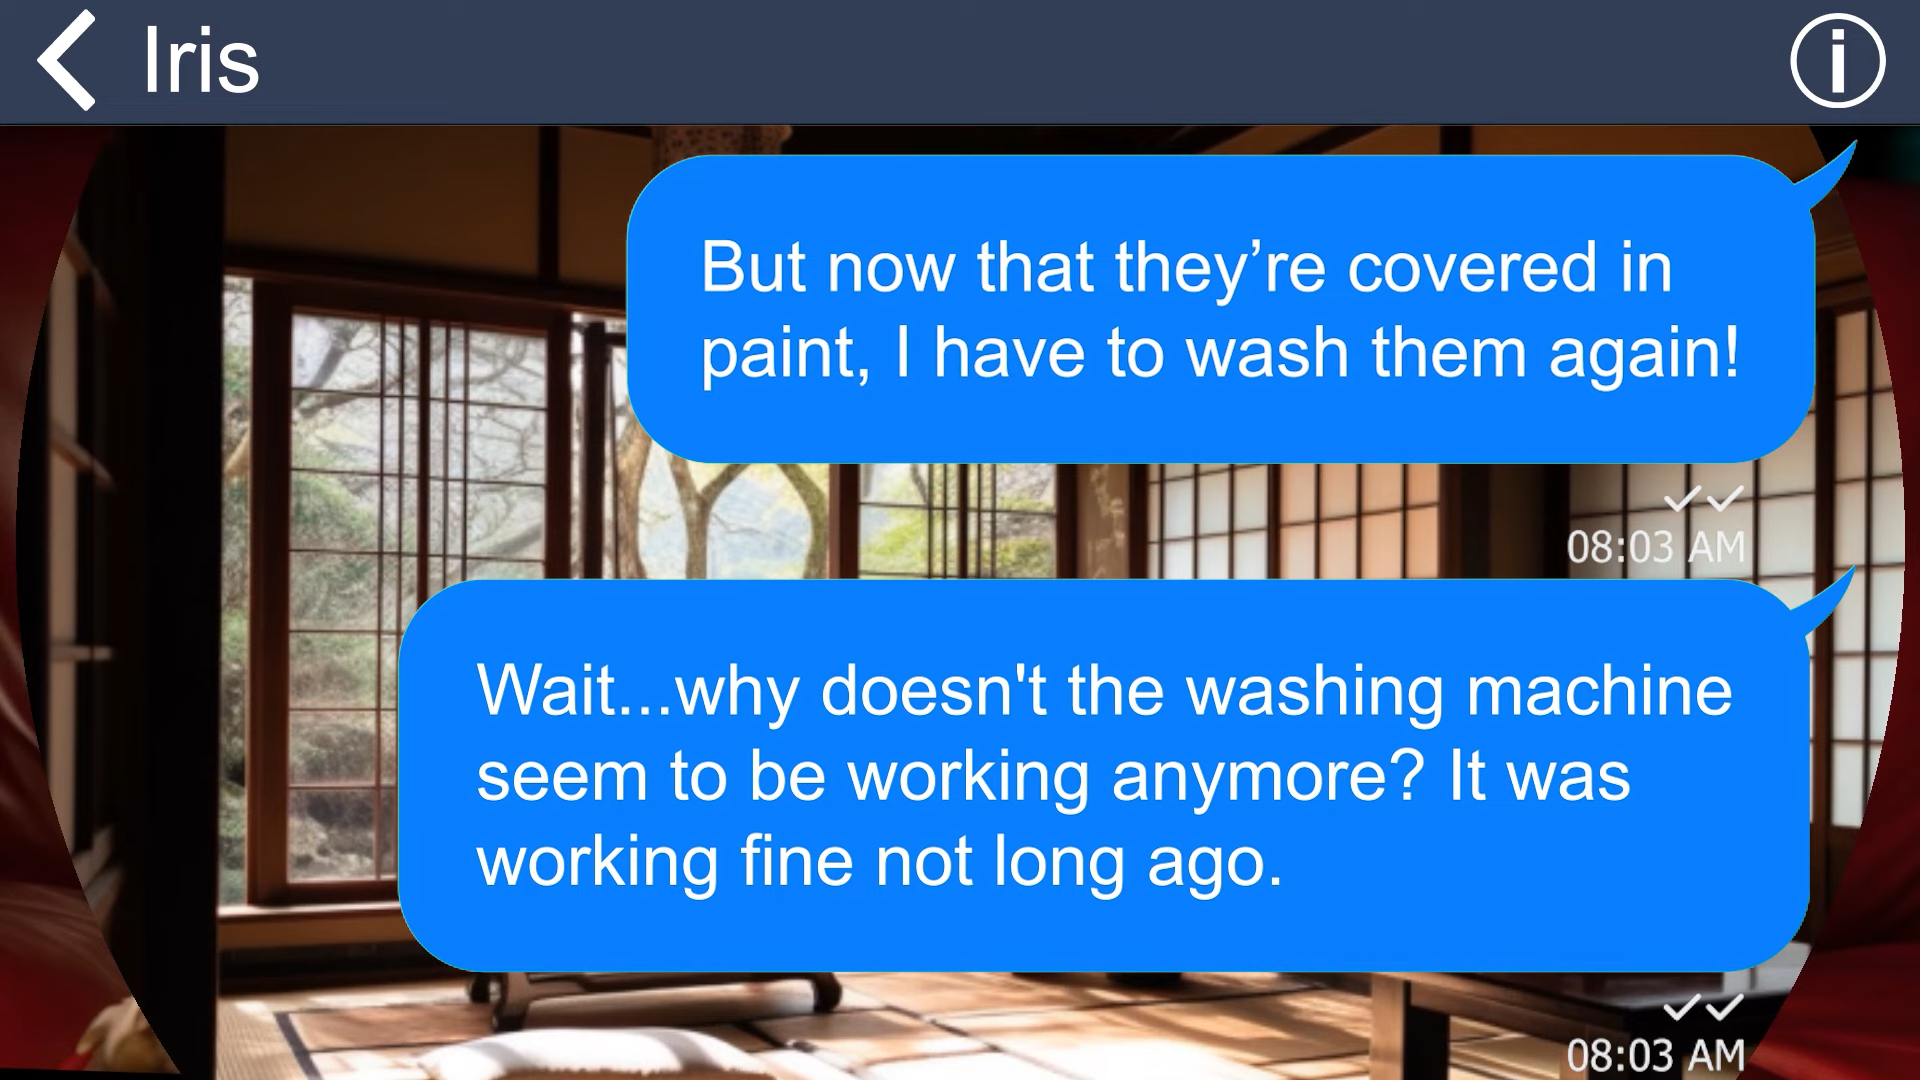 Iris
But now that they’re covered in
paint, I have to wash them again!
08:03 AM
Wait...why doesn't the washing machine
seem to be working anymore? It was
working fine not long ago.
08:03 AM